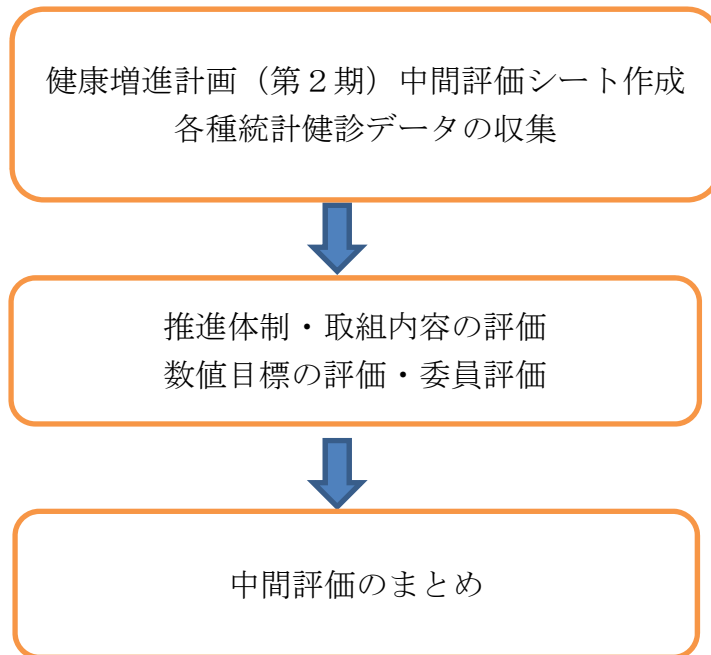 健康増進計画（第２期）中間評価シート作成
各種統計健診データの収集
推進体制・取組内容の評価
数値目標の評価・委員評価
中間評価のまとめ